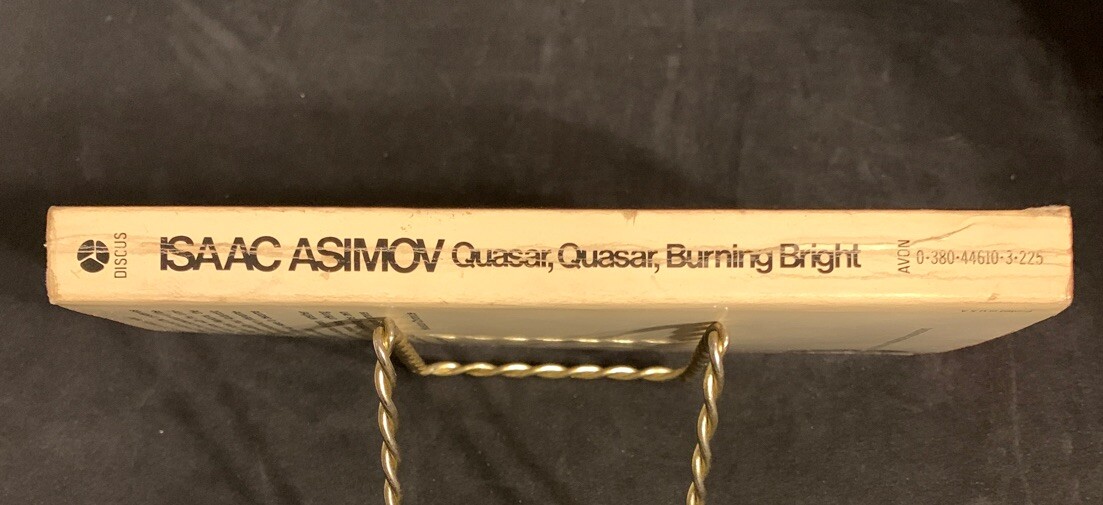 DISCUS
ISAAC ASIMOV Quasar, Quasar, Burning Bright
AVON
0·380·44610·3·225